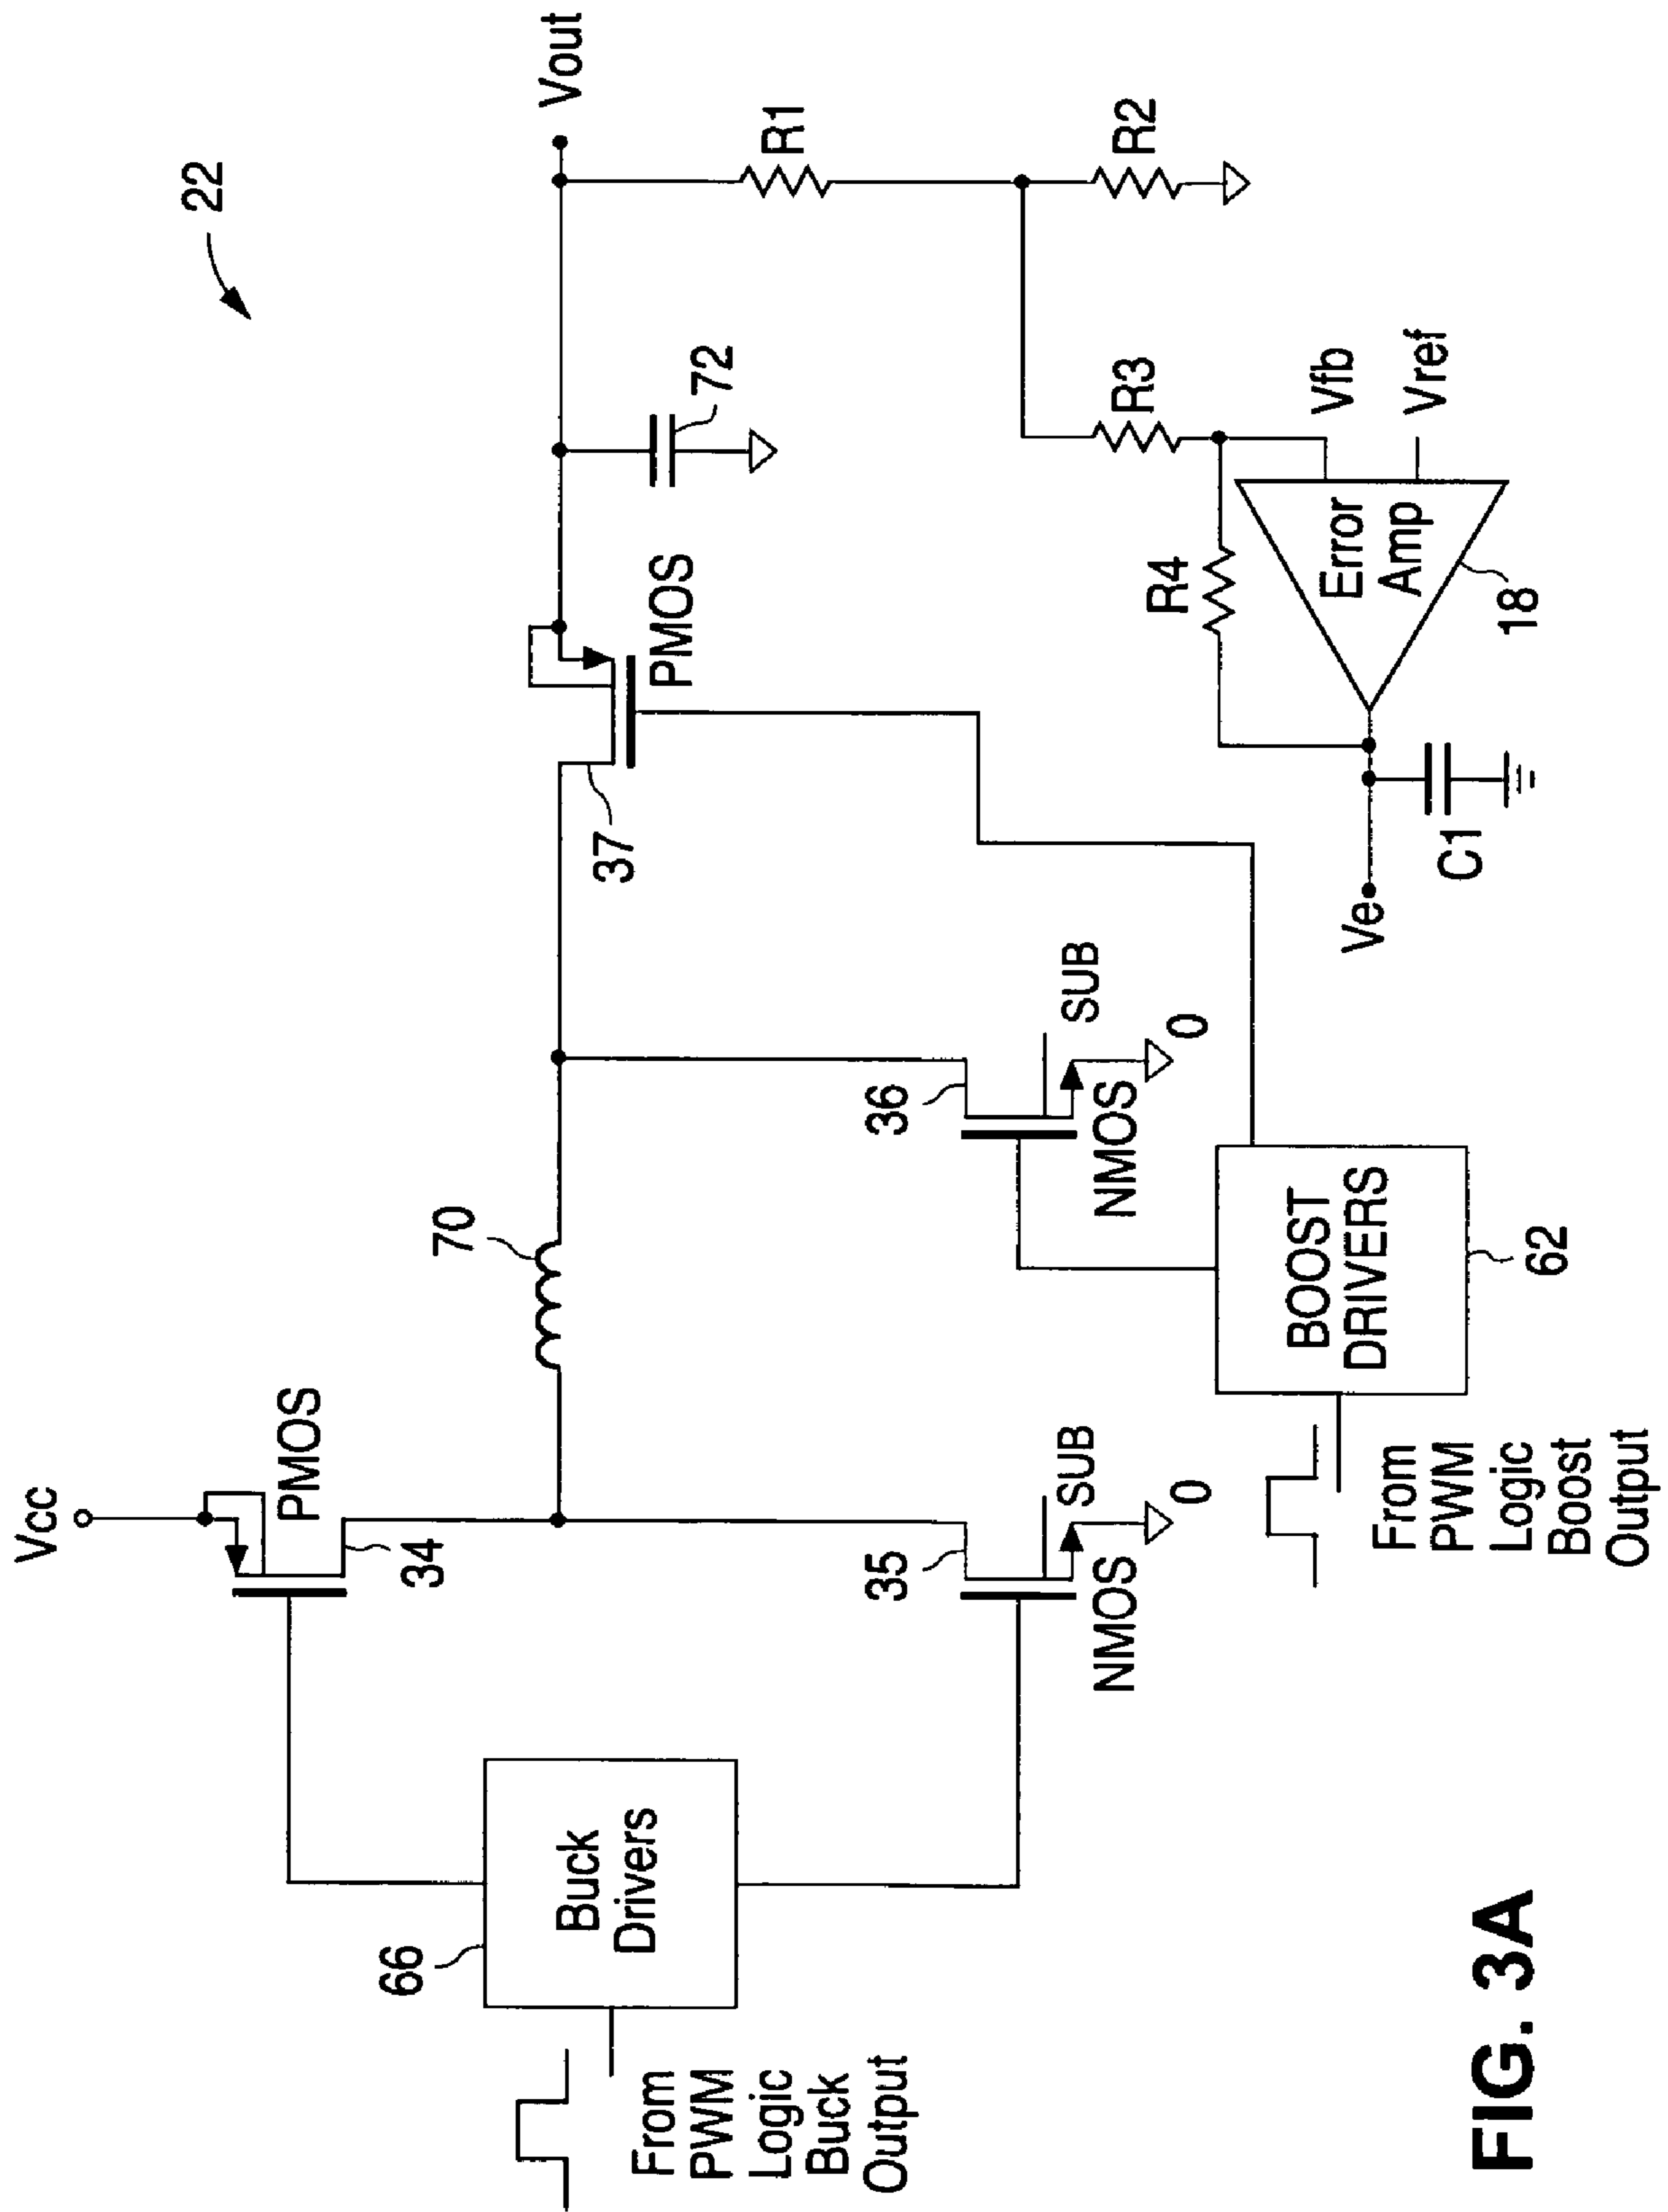 22
Vcc
PMOS
34
70
37
PMOS
72
Vout
R1
R2
R3
R4
Vfb
Vref
Error
Amp
18
Ve
C1
66
Buck
Drivers
From
PWM
Logic
Buck
Output
35
SUB
NMOS
0
36
SUB
NMOS
0
BOOST
DRIVERS
62
From
PWM
Logic
Boost
Output
FIG. 3A